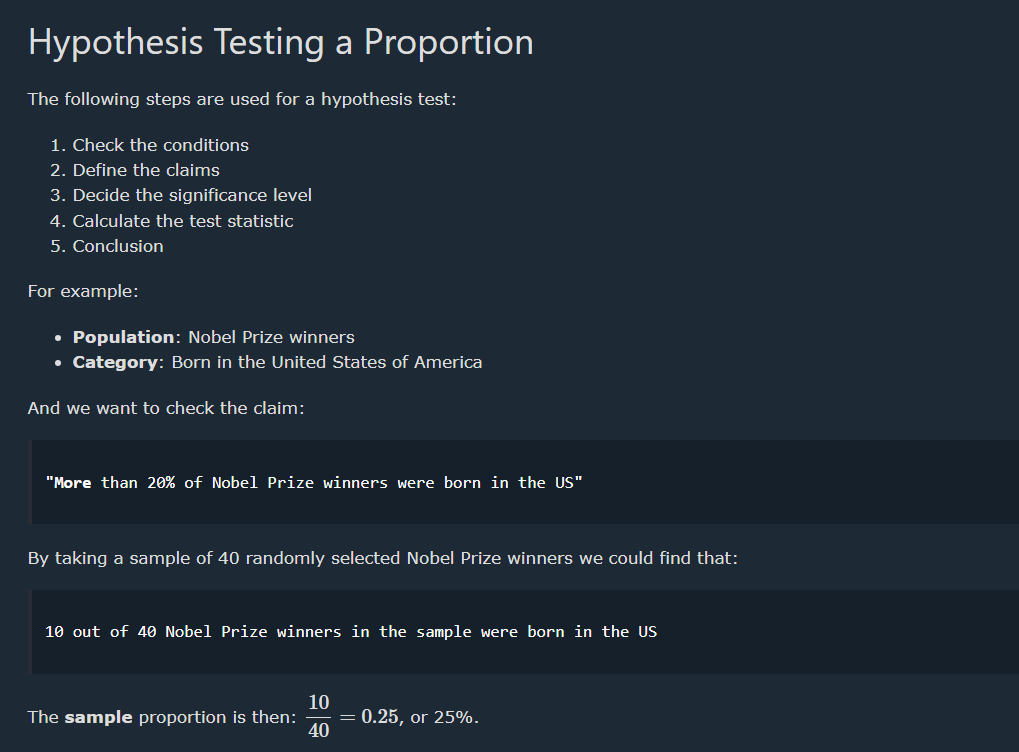 Hypothesis Testing a Proportion
The following steps are used for a hypothesis test:
1. Check the conditions
2. Define the claims
3. Decide the significance level
4. Calculate the test statistic
5. Conclusion
For example:
• Population: Nobel Prize winners
• Category: Born in the United States of America
And we want to check the claim:
"More than 20% of Nobel Prize winners were born in the US"
By taking a sample of 40 randomly selected Nobel Prize winners we could find that:
10 out of 40 Nobel Prize winners in the sample were born in the US
The sample proportion is then: 10/40 = 0.25, or 25%.